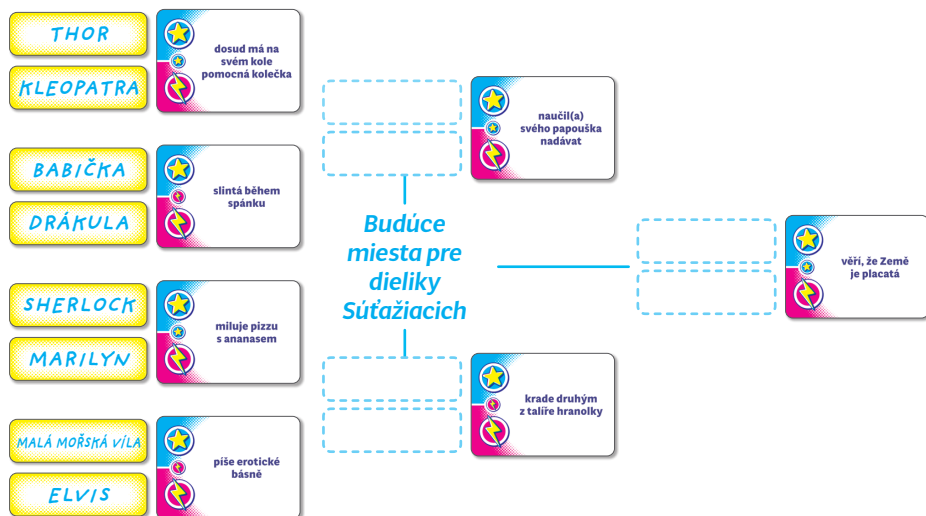 THOR
KLEOPATRA
dosud má na
svém kole
pomocná kolečka
BABIČKA
DRÁKULA
slintá během
spánku
SHERLOCK
MARILYN
miluje pizzu
s ananasem
MALÁ MOŘSKÁ VÍLA
ELVIS
píše erotické
básně
Budúce
miesta pre
dieliky
Súťažiacich
naučil(a)
svého papouška
nadávat
krade druhým
z talíře hranolky
věří, že Země
je placatá